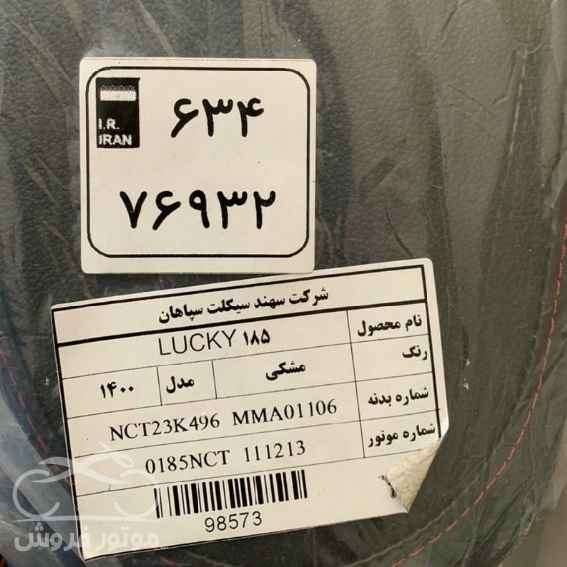 I.R.
IRAN
۶۳۴
۷۶۹۳۲
شرکت سهند سیکلت سپاهان
نام محصول LUCKY ۱۸۵
رنگ مشکی مدل ۱۴۰۰
شماره بدنه NCT23K496 MMA01106
شماره موتور 0185NCT 111213
98573
موتور فروش